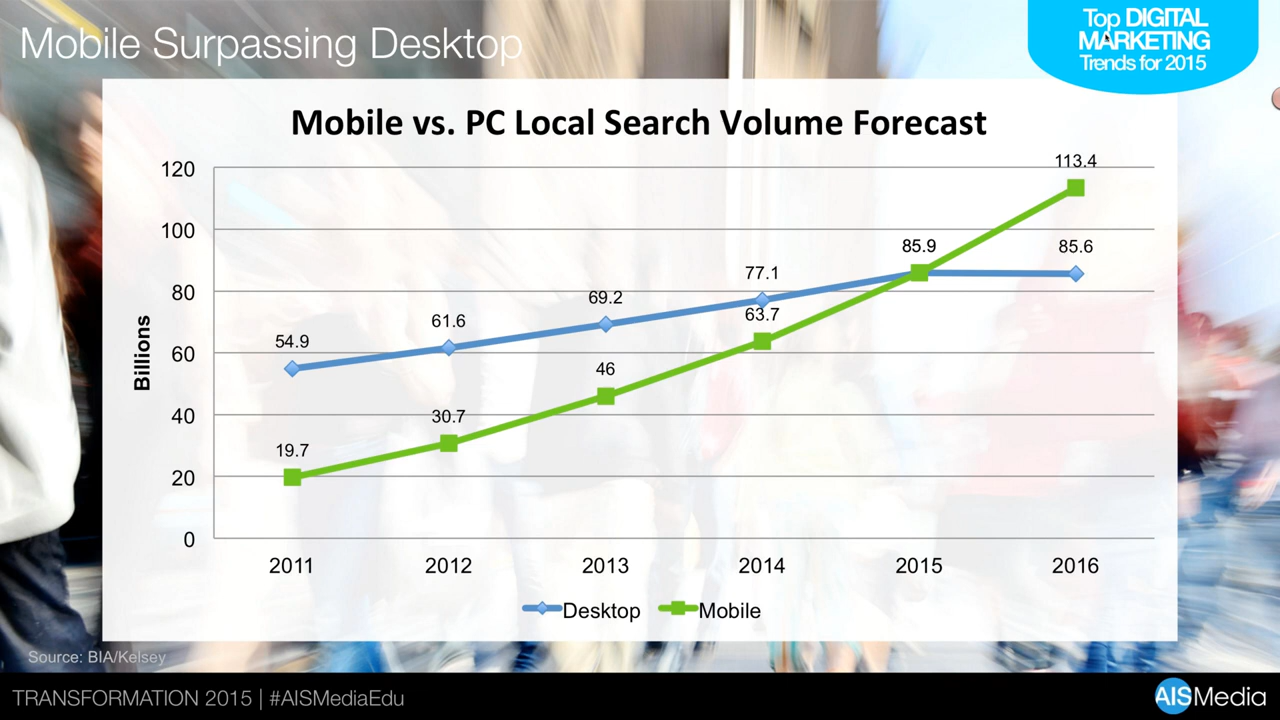 Mobile Surpassing Desktop
Top DIGITAL
MARKETING
Trends for 2015
Mobile vs. PC Local Search Volume Forecast
Billions
120
100
80
60
40
20
0
113.4
85.9
85.6
77.1
69.2
63.7
61.6
54.9
46
30.7
19.7
2011 2012 2013 2014 2015 2016
Desktop Mobile
Source: BIA/Kelsey
TRANSFORMATION 2015 | #AISMediaEdu
AISMedia